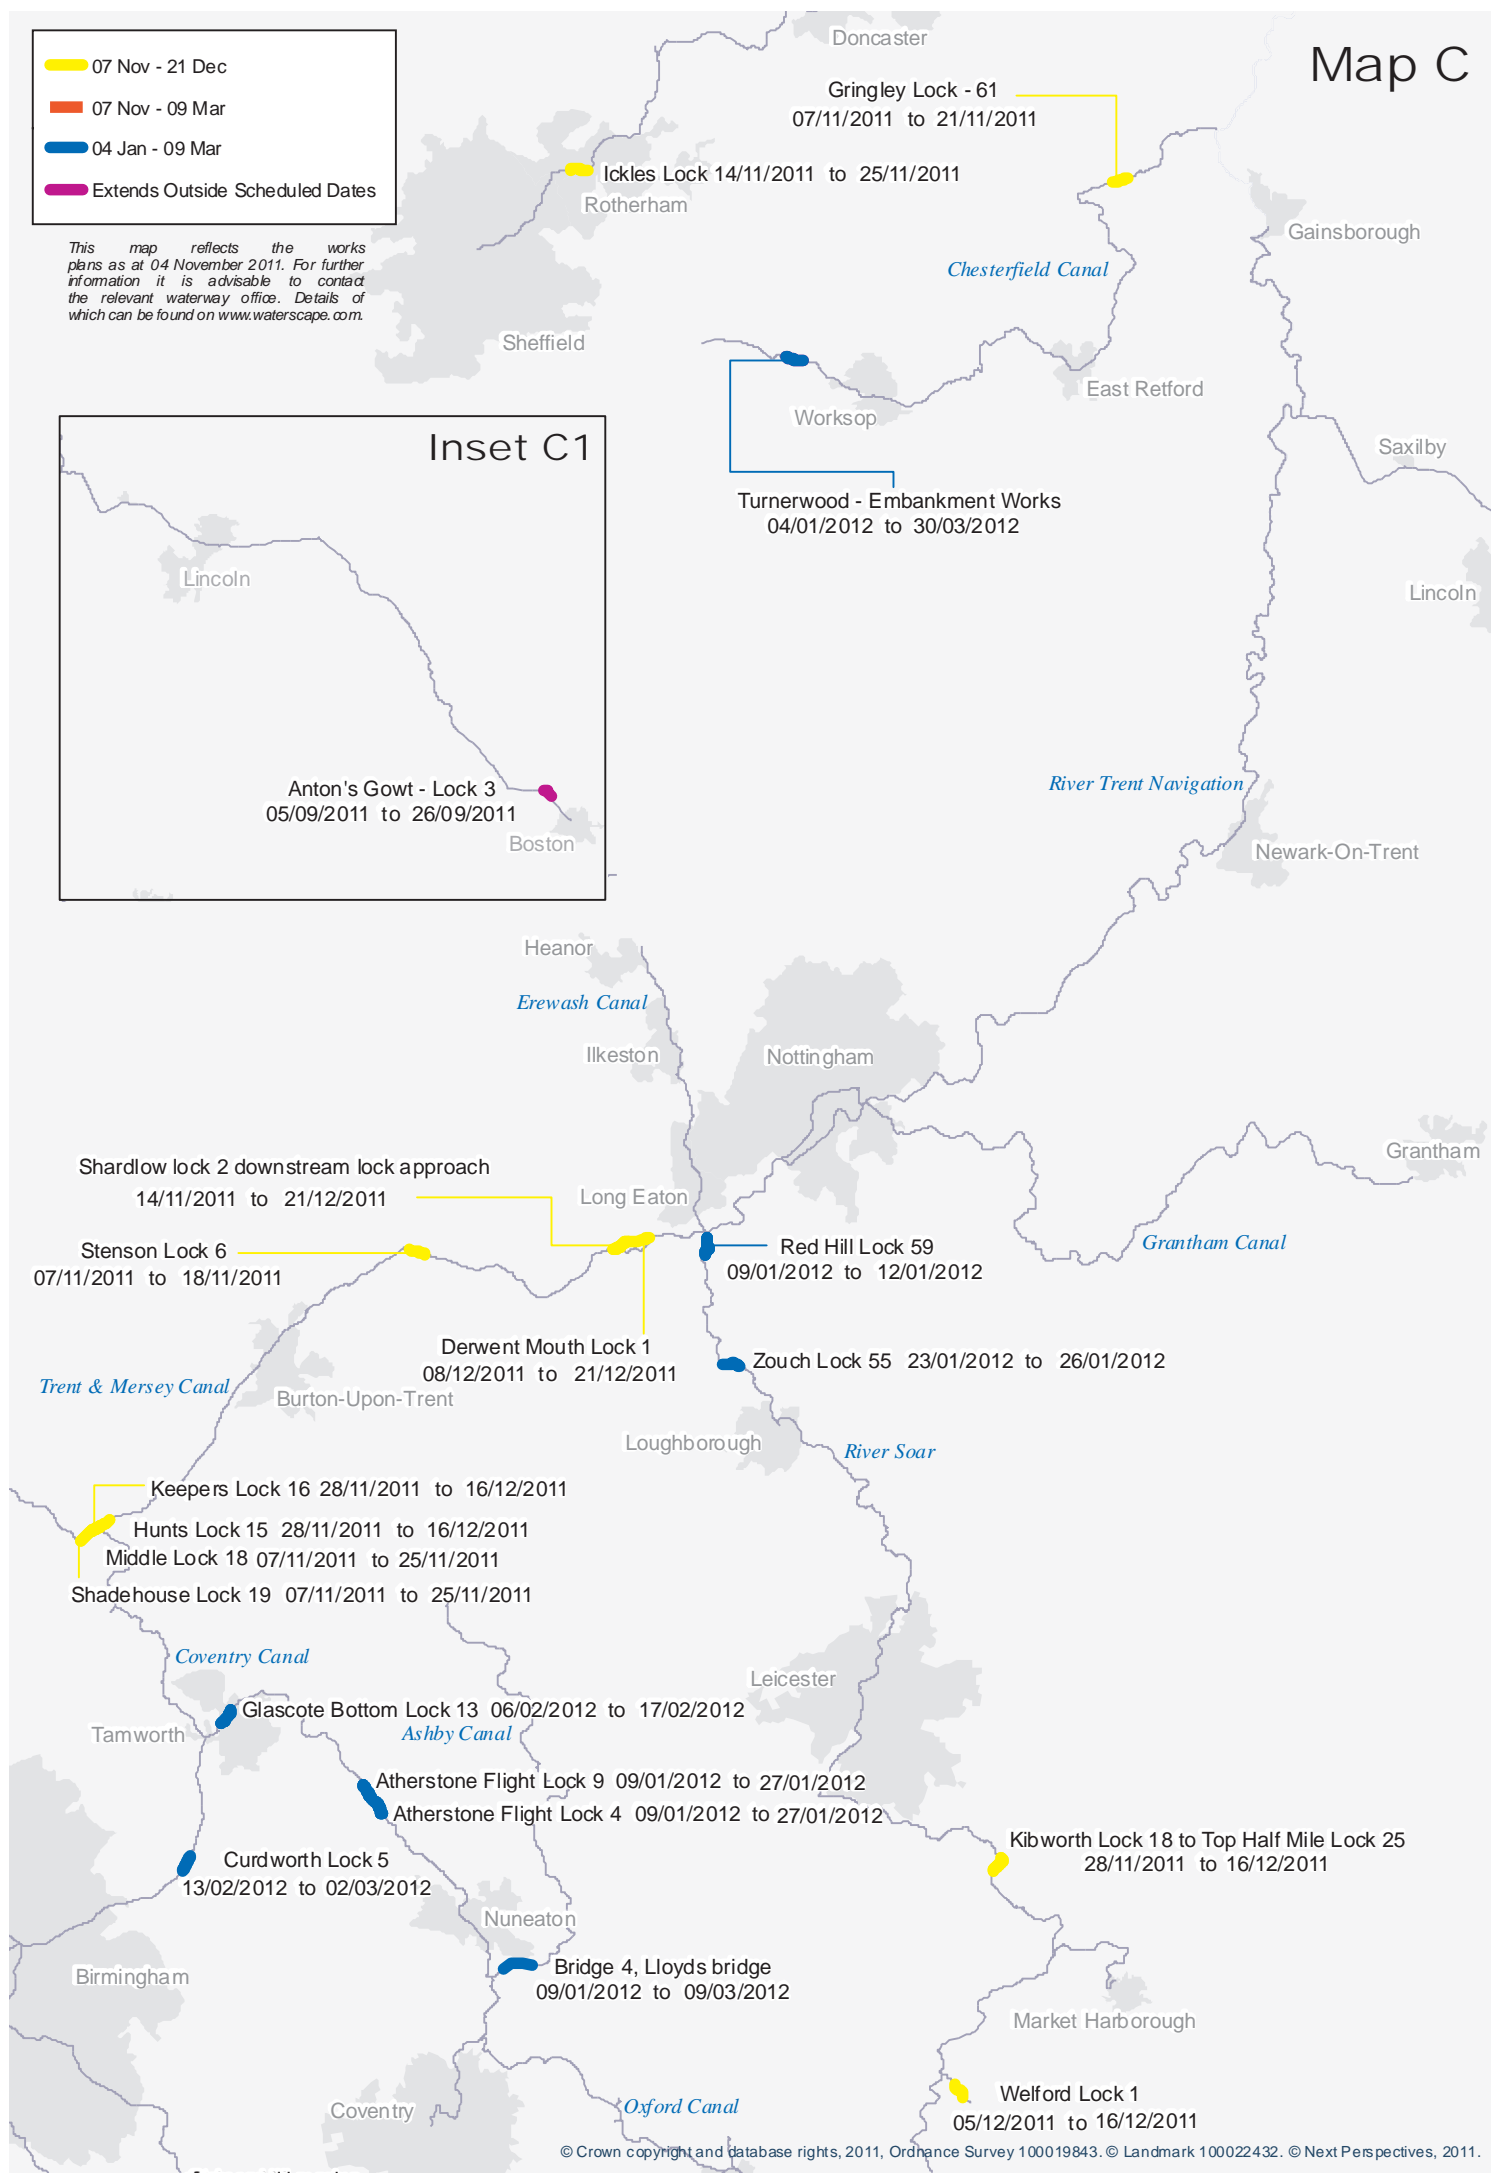 Map C
07 Nov - 21 Dec
07 Nov - 09 Mar
04 Jan - 09 Mar
Extends Outside Scheduled Dates
This map reflects the works
plans as at 04 November 2011. For further
information it is advisable to contact
the relevant waterway office. Details of
which can be found on www.waterscape.com.
Doncaster
Gringley Lock - 61
07/11/2011 to 21/11/2011
Ickles Lock 14/11/2011 to 25/11/2011
Rotherham
Gainsborough
Chesterfield Canal
Sheffield
East Retford
Worksop
Saxilby
Turnerwood - Embankment Works
04/01/2012 to 30/03/2012
Lincoln
Inset C1
Lincoln
Anton's Gowt - Lock 3
05/09/2011 to 26/09/2011
Boston
River Trent Navigation
Newark-On-Trent
Heanor
Erewash Canal
Ilkeston
Nottingham
Grantham
Shardlow lock 2 downstream lock approach
14/11/2011 to 21/12/2011
Long Eaton
Stenson Lock 6
07/11/2011 to 18/11/2011
Red Hill Lock 59
09/01/2012 to 12/01/2012
Grantham Canal
Derwent Mouth Lock 1
08/12/2011 to 21/12/2011
Zouch Lock 55 23/01/2012 to 26/01/2012
Trent & Mersey Canal
Burton-Upon-Trent
Loughborough
River Soar
Keepers Lock 16 28/11/2011 to 16/12/2011
Hunts Lock 15 28/11/2011 to 16/12/2011
Middle Lock 18 07/11/2011 to 25/11/2011
Shadehouse Lock 19 07/11/2011 to 25/11/2011
Coventry Canal
Leicester
Glascote Bottom Lock 13 06/02/2012 to 17/02/2012
Tamworth
Ashby Canal
Atherstone Flight Lock 9 09/01/2012 to 27/01/2012
Atherstone Flight Lock 4 09/01/2012 to 27/01/2012
Kibworth Lock 18 to Top Half Mile Lock 25
28/11/2011 to 16/12/2011
Curdworth Lock 5
13/02/2012 to 02/03/2012
Nuneaton
Birmingham
Bridge 4, Lloyds bridge
09/01/2012 to 09/03/2012
Market Harborough
Welford Lock 1
05/12/2011 to 16/12/2011
Coventry
Oxford Canal
© Crown copyright and database rights, 2011, Ordnance Survey 100019843. © Landmark 100022432. © Next Perspectives, 2011.